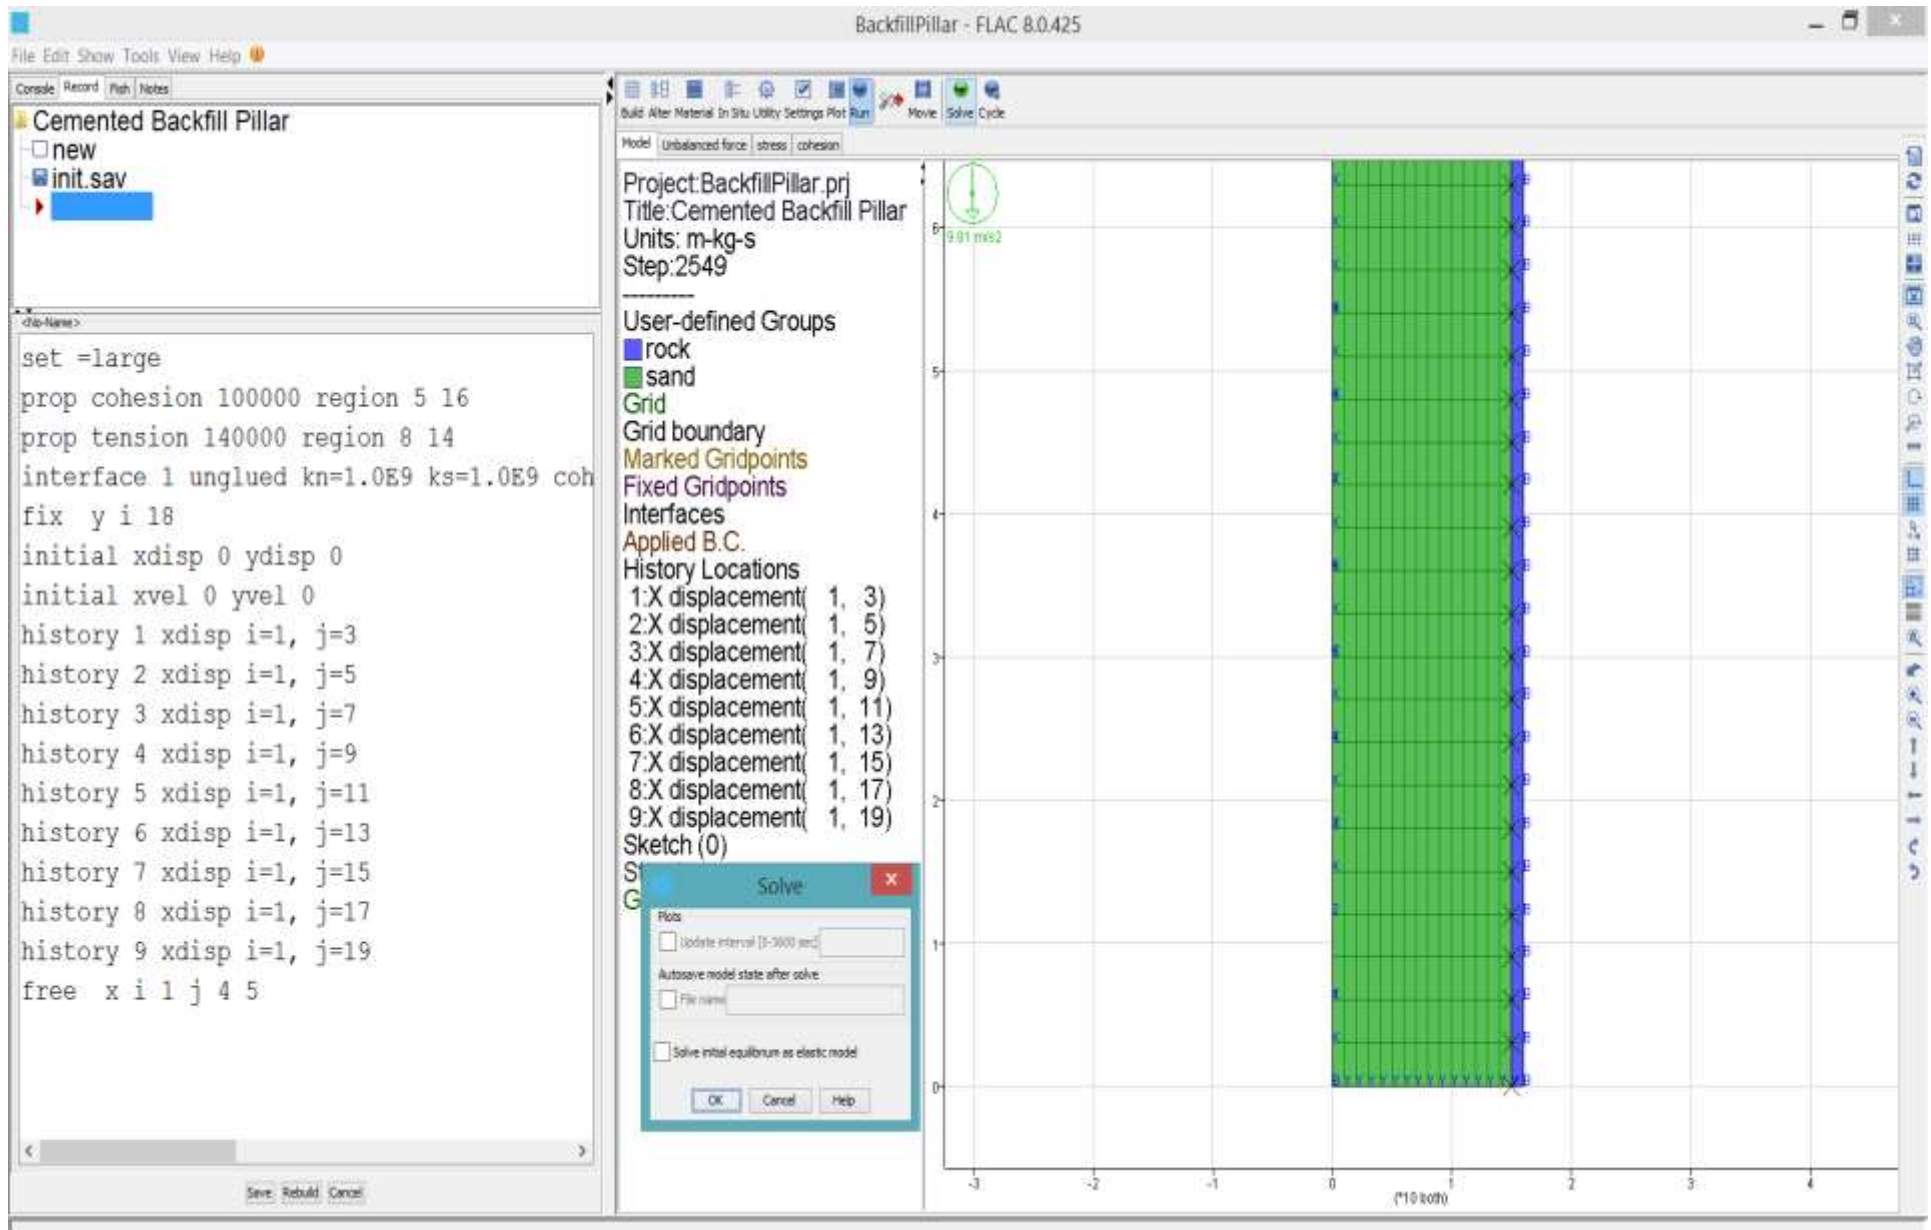 BackfillPillar - FLAC 8.0.425
File Edit Show Tools View Help
Console Record Fish Notes
Cemented Backfill Pillar
new
init.sav
<No-Name>
set =large
prop cohesion 100000 region 5 16
prop tension 140000 region 8 14
interface 1 unglued kn=1.0E9 ks=1.0E9 coh
fix y i 18
initial xdisp 0 ydisp 0
initial xvel 0 yvel 0
history 1 xdisp i=1, j=3
history 2 xdisp i=1, j=5
history 3 xdisp i=1, j=7
history 4 xdisp i=1, j=9
history 5 xdisp i=1, j=11
history 6 xdisp i=1, j=13
history 7 xdisp i=1, j=15
history 8 xdisp i=1, j=17
history 9 xdisp i=1, j=19
free x i 1 j 4 5
Save Rebuild Cancel
Build Alter Material In Situ Utility Settings Plot Run Movie Solve Cycle
Model Unbalanced force stress cohesion
Project:BackfillPillar.prj
Title:Cemented Backfill Pillar
Units: m-kg-s
Step:2549
---------
User-defined Groups
rock
sand
Grid
Grid boundary
Marked Gridpoints
Fixed Gridpoints
Interfaces
Applied B.C.
History Locations
1:X displacement( 1, 3)
2:X displacement( 1, 5)
3:X displacement( 1, 7)
4:X displacement( 1, 9)
5:X displacement( 1, 11)
6:X displacement( 1, 13)
7:X displacement( 1, 15)
8:X displacement( 1, 17)
9:X displacement( 1, 19)
Sketch (0)
S
G
Solve
X
Plots
Update interval [0-3600 sec]
Autosave model state after solve
File name
Solve initial equilibrium as elastic model
OK Cancel Help
9.81 m/s2
6
5
4
3
2
1
0
-3 -2 -1 0 1 2 3 4
(*10 both)